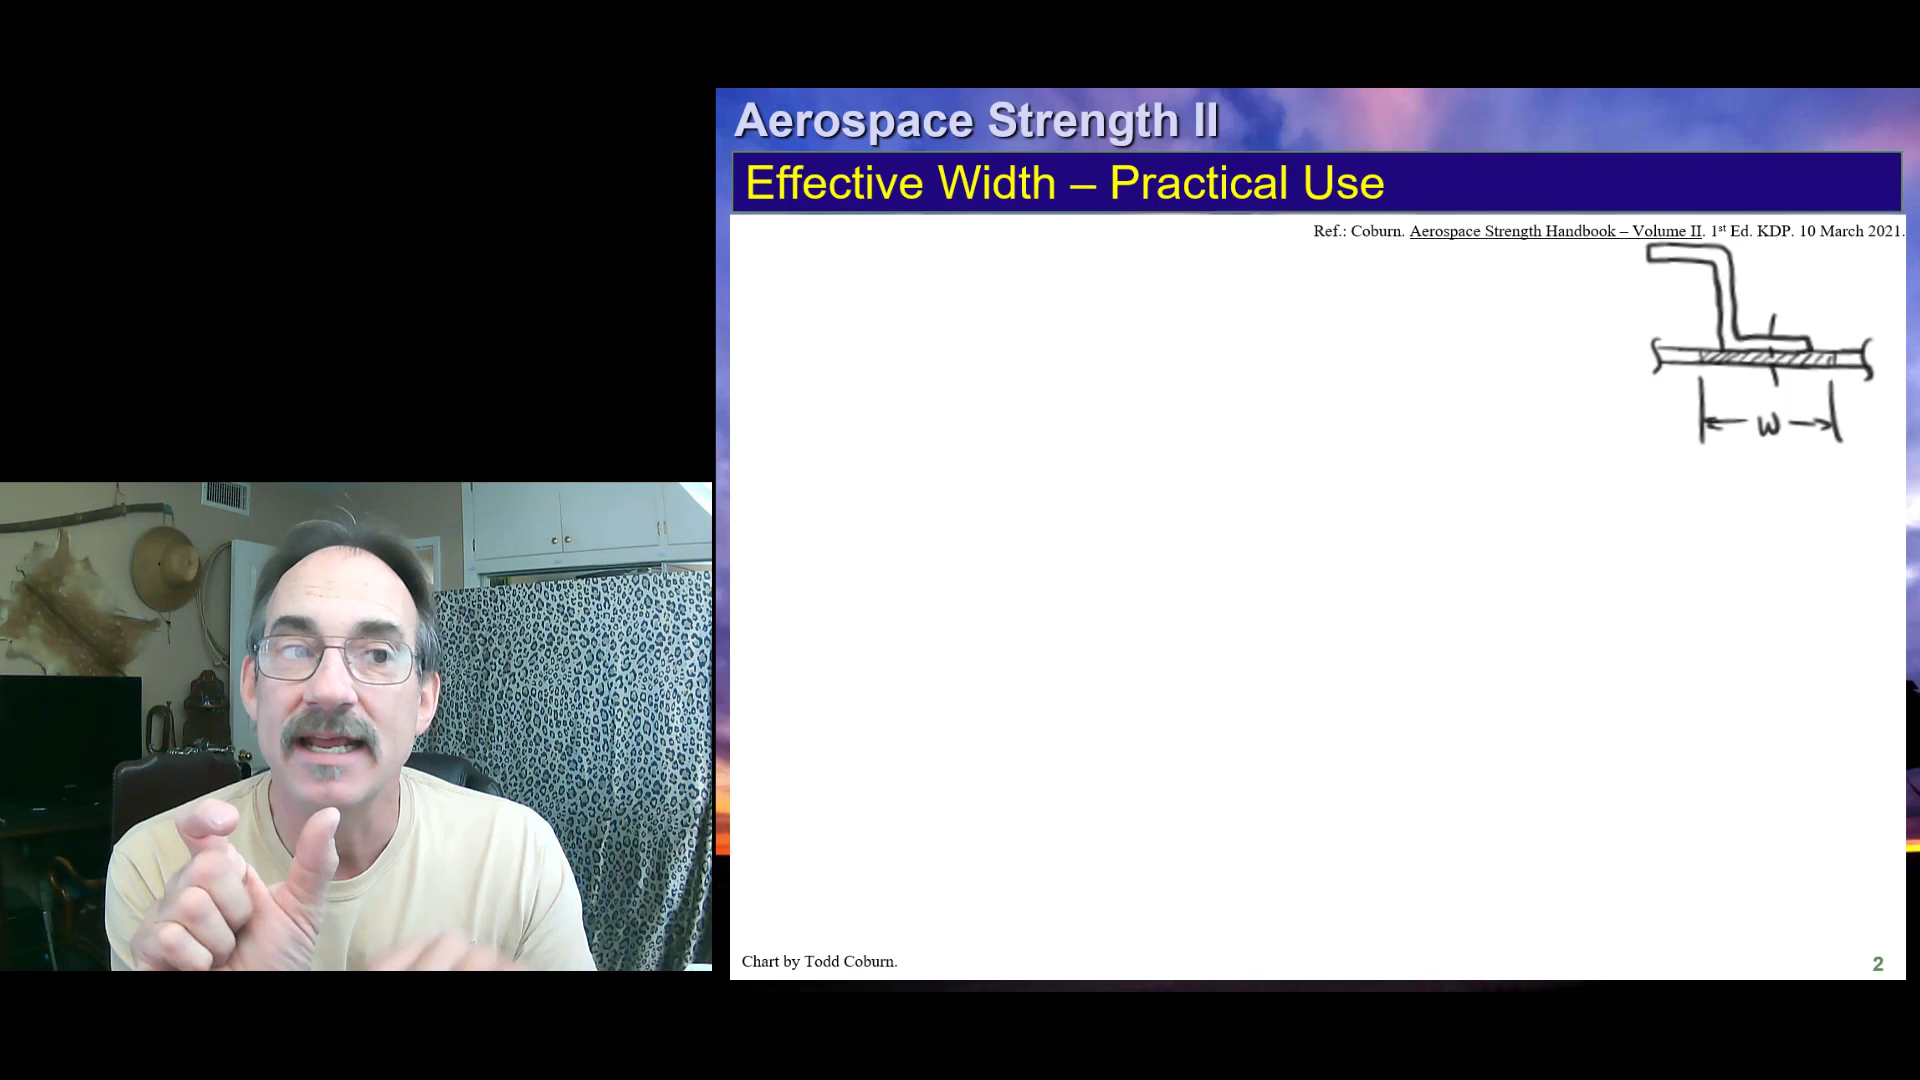 Aerospace Strength II
Effective Width – Practical Use
Ref.: Coburn. Aerospace Strength Handbook – Volume II. 1st Ed. KDP. 10 March 2021.
w
Chart by Todd Coburn.
2